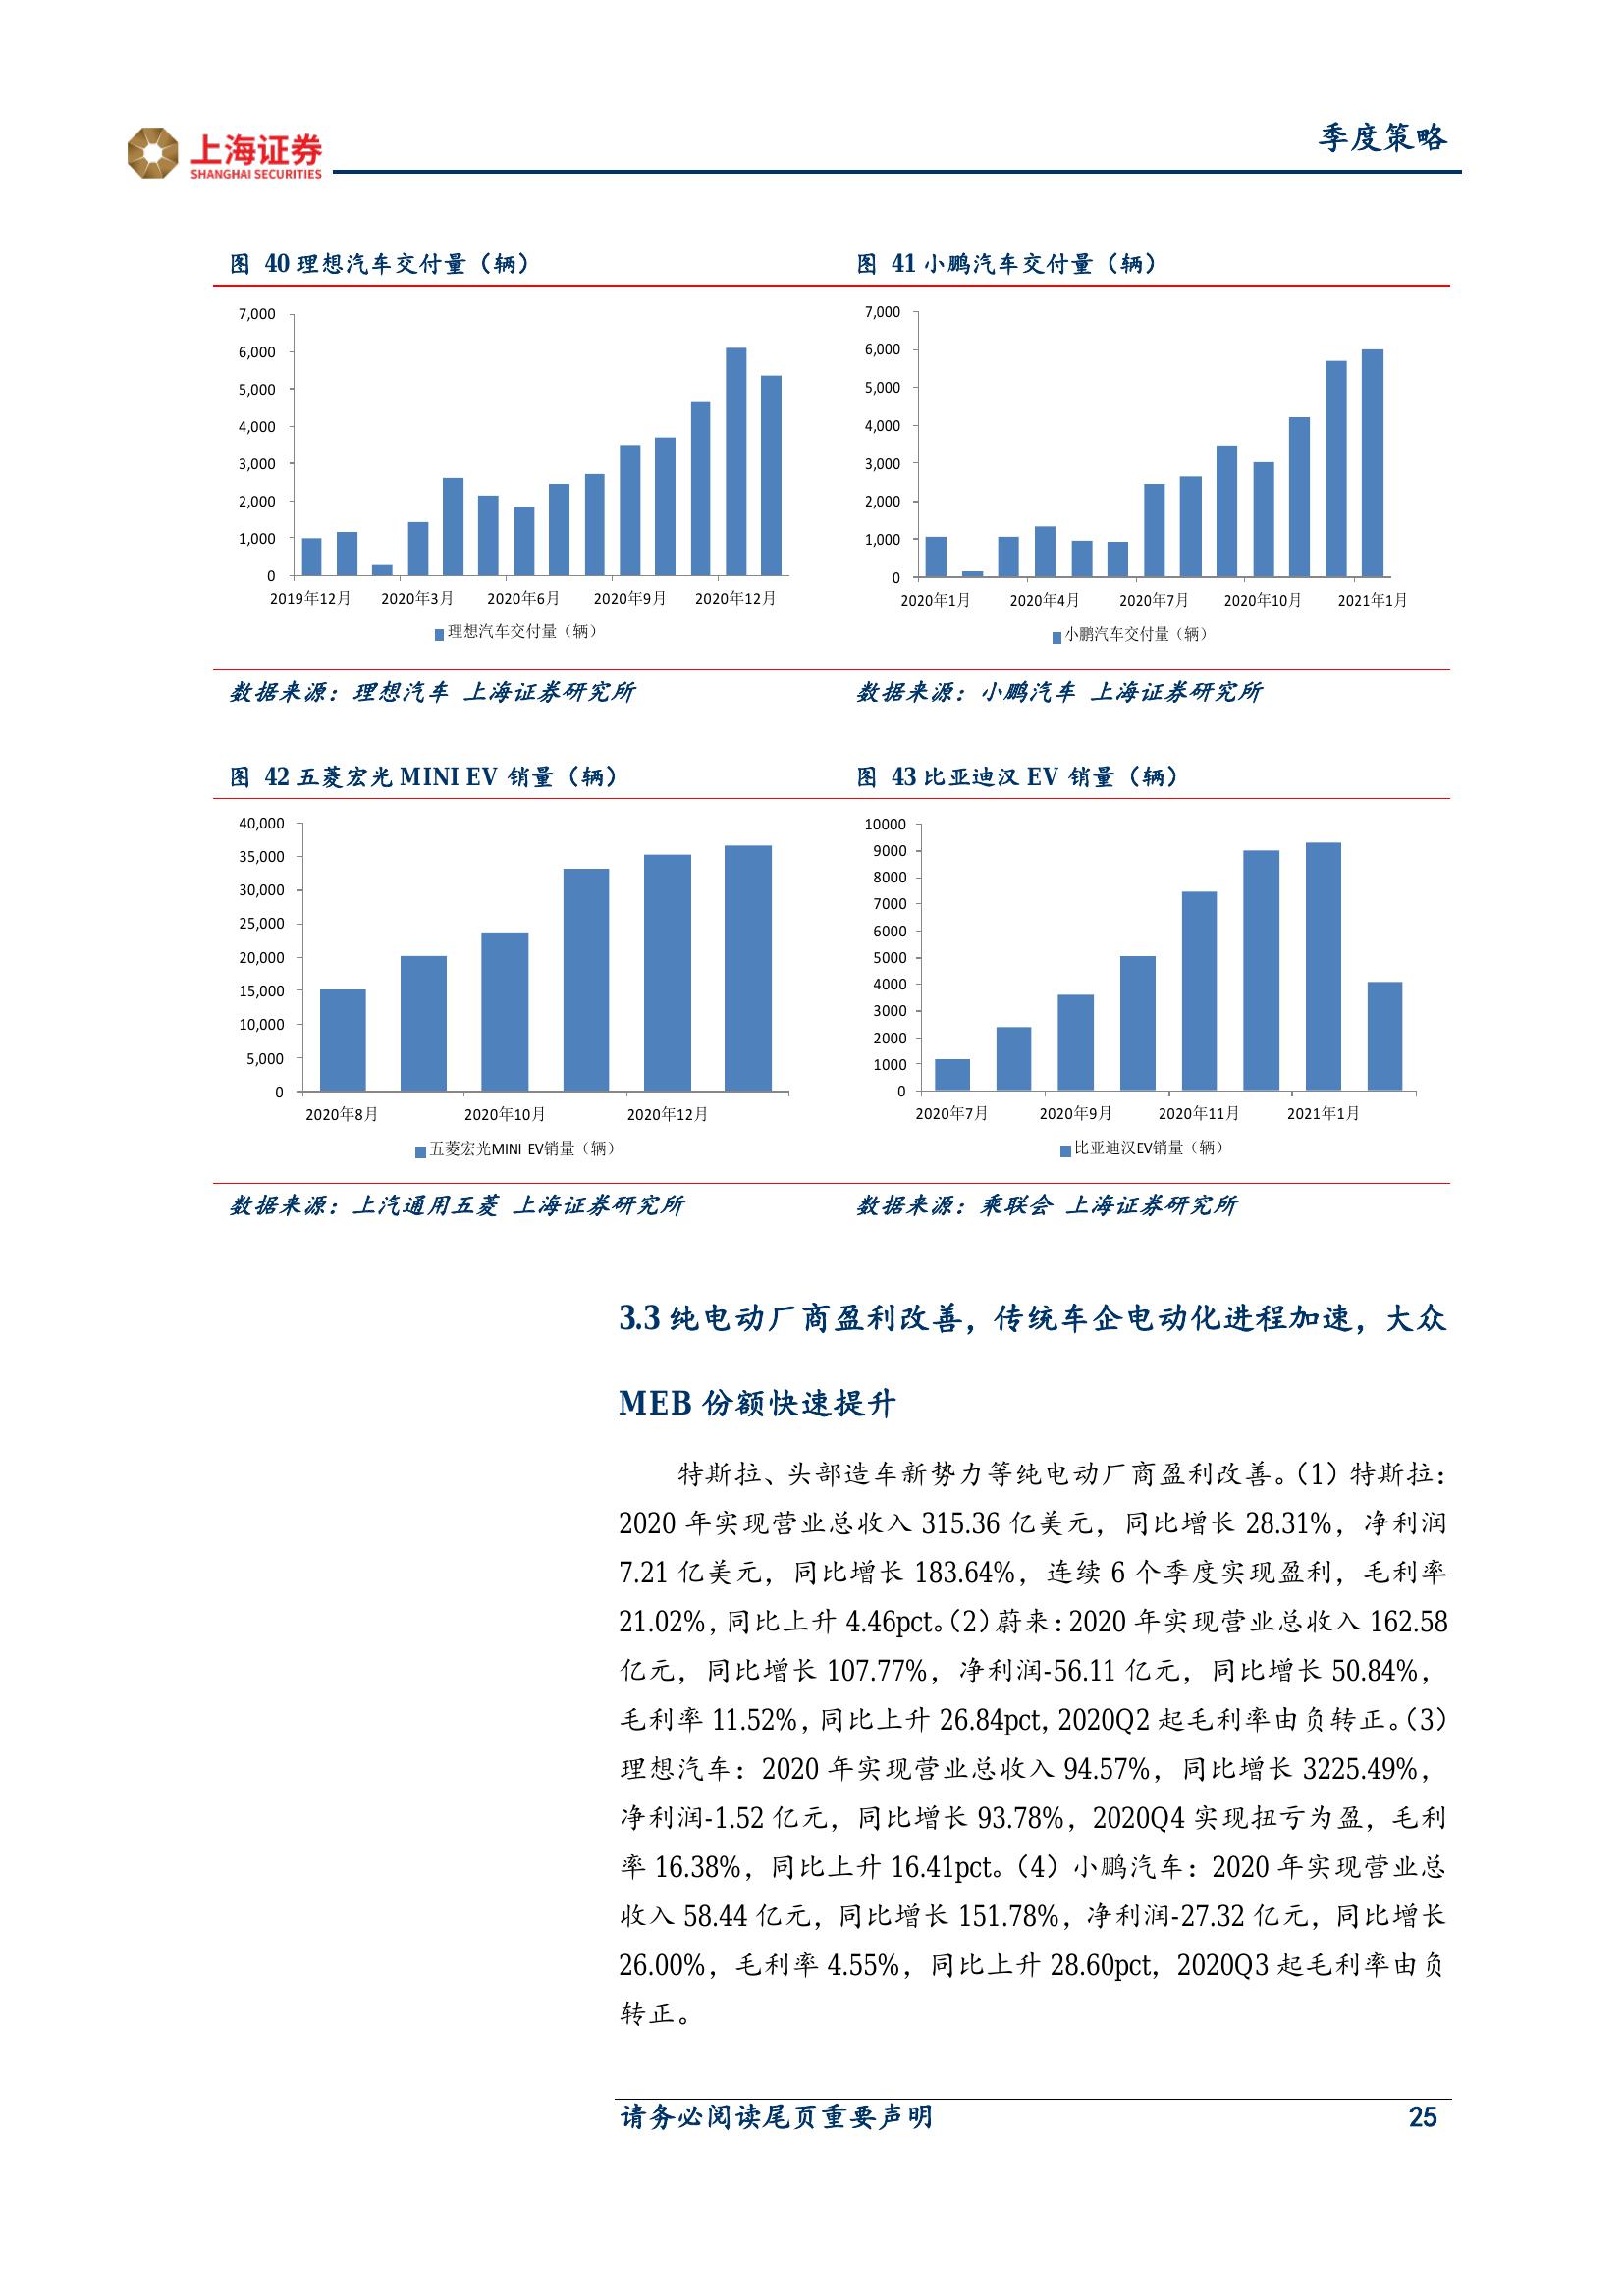 上海证券
SHANGHAI SECURITIES
季度策略
图 40 理想汽车交付量（辆）
7,000
6,000
5,000
4,000
3,000
2,000
1,000
0
2019年12月 2020年3月 2020年6月 2020年9月 2020年12月
理想汽车交付量（辆）
数据来源：理想汽车 上海证券研究所
图 41 小鹏汽车交付量（辆）
7,000
6,000
5,000
4,000
3,000
2,000
1,000
0
2020年1月 2020年4月 2020年7月 2020年10月 2021年1月
小鹏汽车交付量（辆）
数据来源：小鹏汽车 上海证券研究所
图 42 五菱宏光 MINI EV 销量（辆）
40,000
35,000
30,000
25,000
20,000
15,000
10,000
5,000
0
2020年8月 2020年10月 2020年12月
五菱宏光MINI EV销量（辆）
数据来源：上汽通用五菱 上海证券研究所
图 43 比亚迪汉 EV 销量（辆）
10000
9000
8000
7000
6000
5000
4000
3000
2000
1000
0
2020年7月 2020年9月 2020年11月 2021年1月
比亚迪汉EV销量（辆）
数据来源：乘联会 上海证券研究所
3.3 纯电动厂商盈利改善，传统车企电动化进程加速，大众
MEB 份额快速提升
特斯拉、头部造车新势力等纯电动厂商盈利改善。（1）特斯拉：
2020 年实现营业总收入 315.36 亿美元，同比增长 28.31%，净利润
7.21 亿美元，同比增长 183.64%，连续 6 个季度实现盈利，毛利率
21.02%，同比上升 4.46pct。（2）蔚来：2020 年实现营业总收入 162.58
亿元，同比增长 107.77%，净利润-56.11 亿元，同比增长 50.84%，
毛利率 11.52%，同比上升 26.84pct，2020Q2 起毛利率由负转正。（3）
理想汽车：2020 年实现营业总收入 94.57%，同比增长 3225.49%，
净利润-1.52 亿元，同比增长 93.78%，2020Q4 实现扭亏为盈，毛利
率 16.38%，同比上升 16.41pct。（4）小鹏汽车：2020 年实现营业总
收入 58.44 亿元，同比增长 151.78%，净利润-27.32 亿元，同比增长
26.00%，毛利率 4.55%，同比上升 28.60pct，2020Q3 起毛利率由负
转正。
请务必阅读尾页重要声明 25